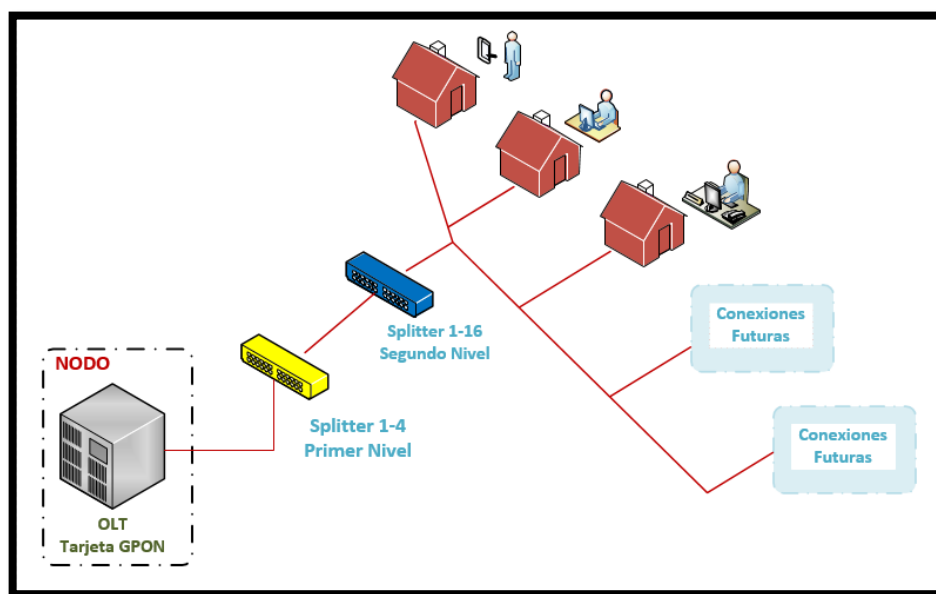 Conexiones
Futuras
Splitter 1-16
Segundo Nivel
NODO
Splitter 1-4
Primer Nivel
Conexiones
Futuras
OLT
Tarjeta GPON